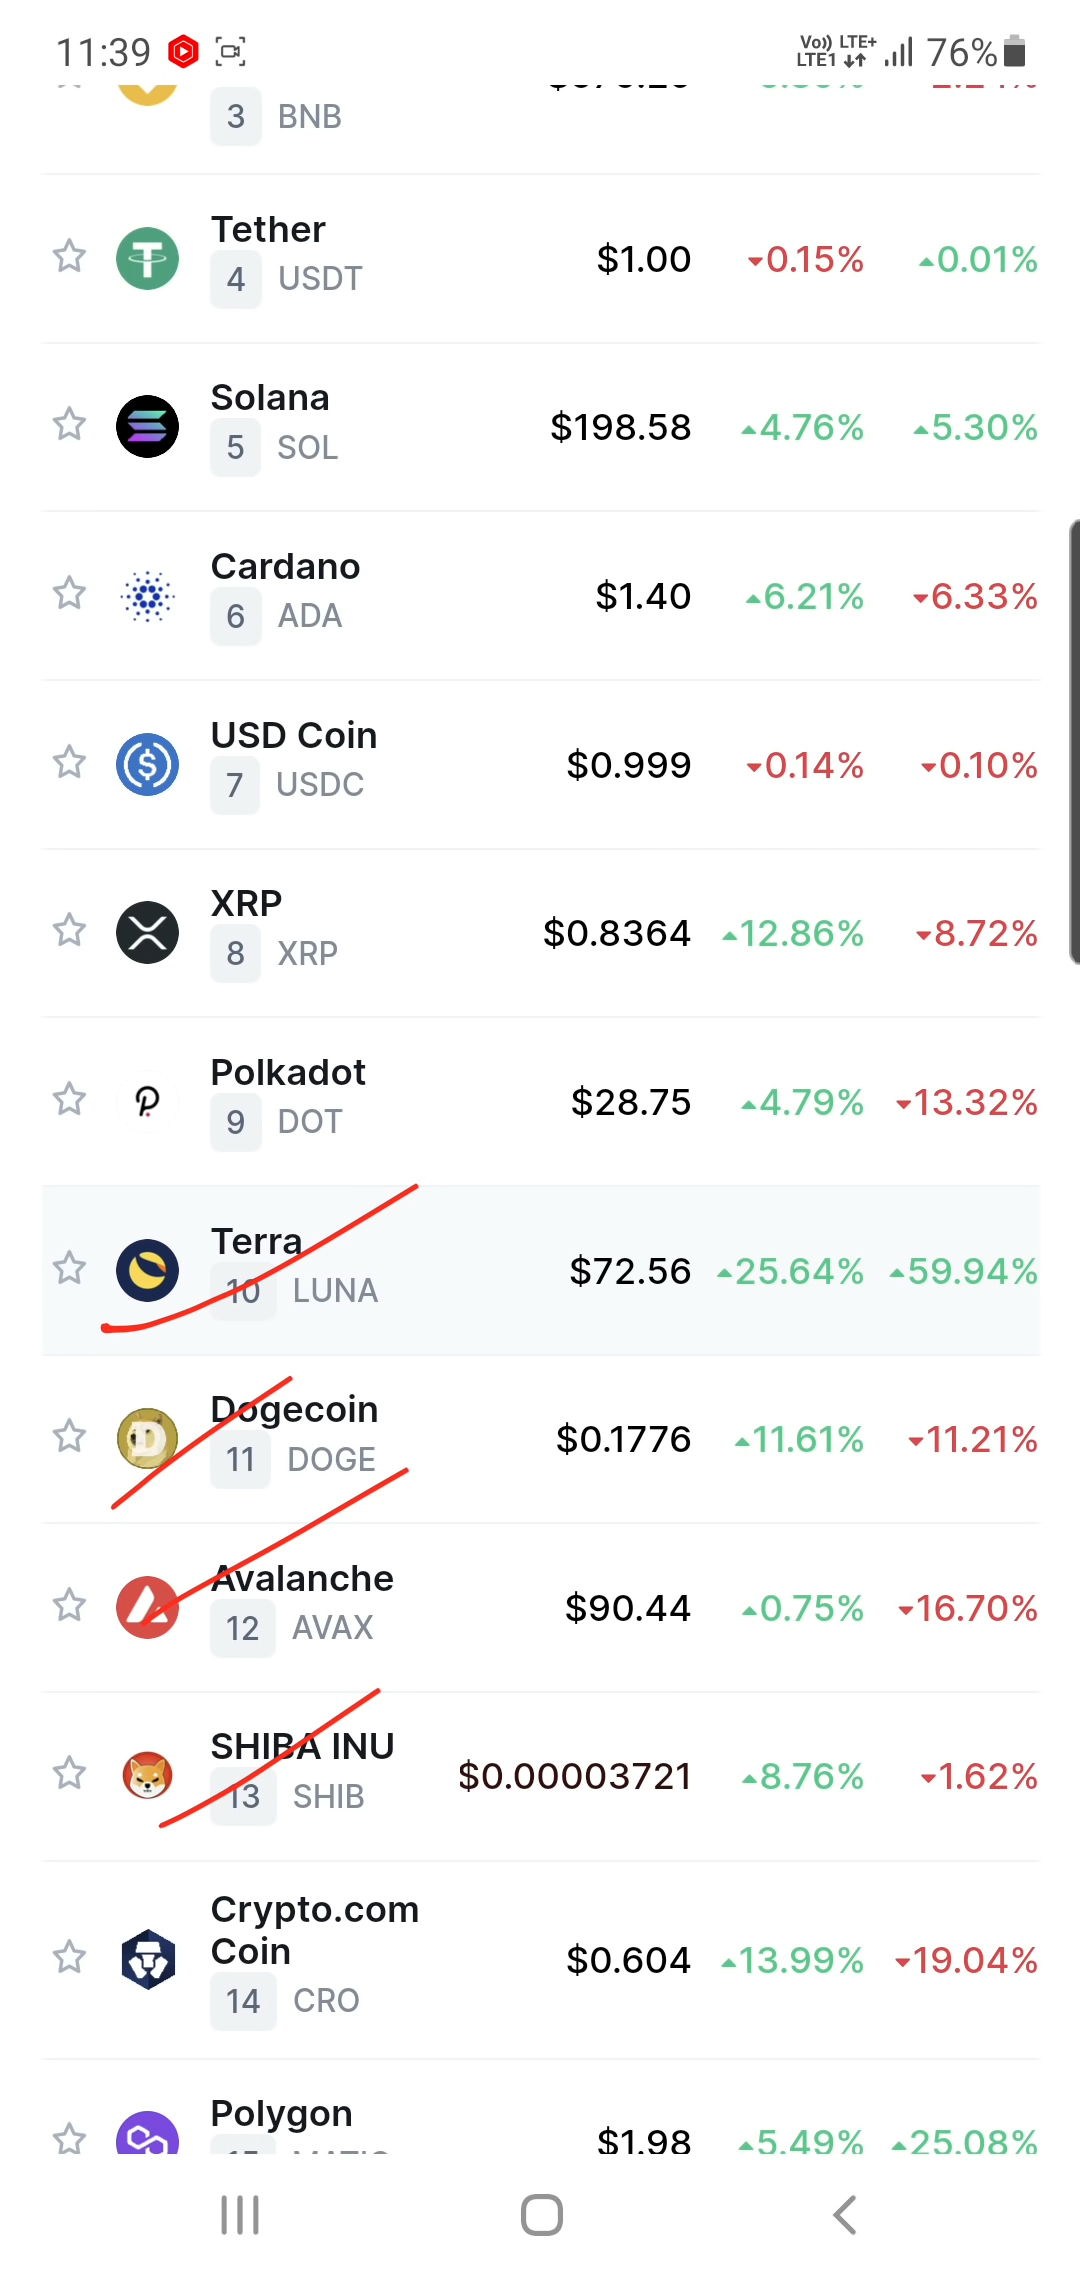 11:39 Vo)) LTE+ LTE1 76%
3 BNB
Tether
4 USDT $1.00 0.15% 0.01%
Solana
5 SOL $198.58 4.76% 5.30%
Cardano
6 ADA $1.40 6.21% 6.33%
USD Coin
7 USDC $0.999 0.14% 0.10%
XRP
8 XRP $0.8364 12.86% 8.72%
Polkadot
9 DOT $28.75 4.79% 13.32%
Terra
10 LUNA $72.56 25.64% 59.94%
Dogecoin
11 DOGE $0.1776 11.61% 11.21%
Avalanche
12 AVAX $90.44 0.75% 16.70%
SHIBA INU
13 SHIB $0.00003721 8.76% 1.62%
Crypto.com
Coin
14 CRO $0.604 13.99% 19.04%
Polygon
$1.98 5.49% 25.08%